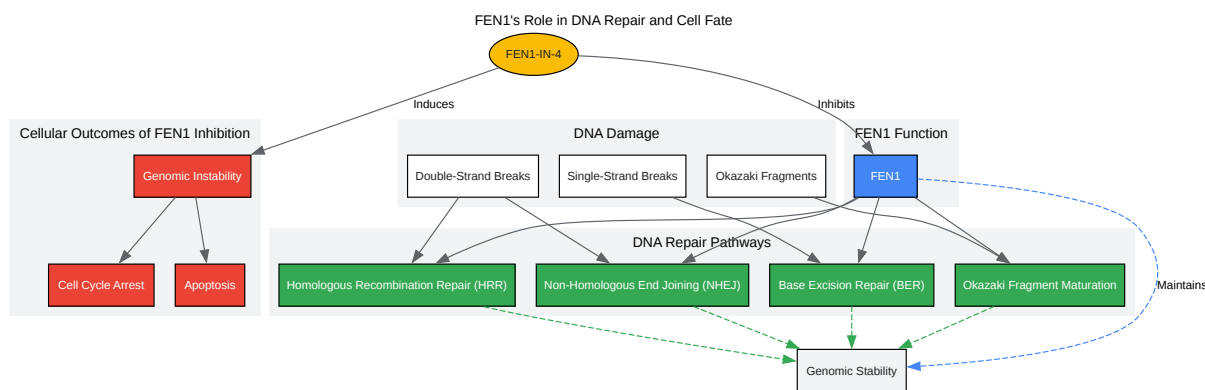 FEN1's Role in DNA Repair and Cell Fate
FEN1-IN-4
Induces
Inhibits
Cellular Outcomes of FEN1 Inhibition
DNA Damage
FEN1 Function
Genomic Instability
Double-Strand Breaks
Single-Strand Breaks
Okazaki Fragments
FEN1
DNA Repair Pathways
Cell Cycle Arrest
Apoptosis
Homologous Recombination Repair (HRR)
Non-Homologous End Joining (NHEJ)
Base Excision Repair (BER)
Okazaki Fragment Maturation
Maintains
Genomic Stability